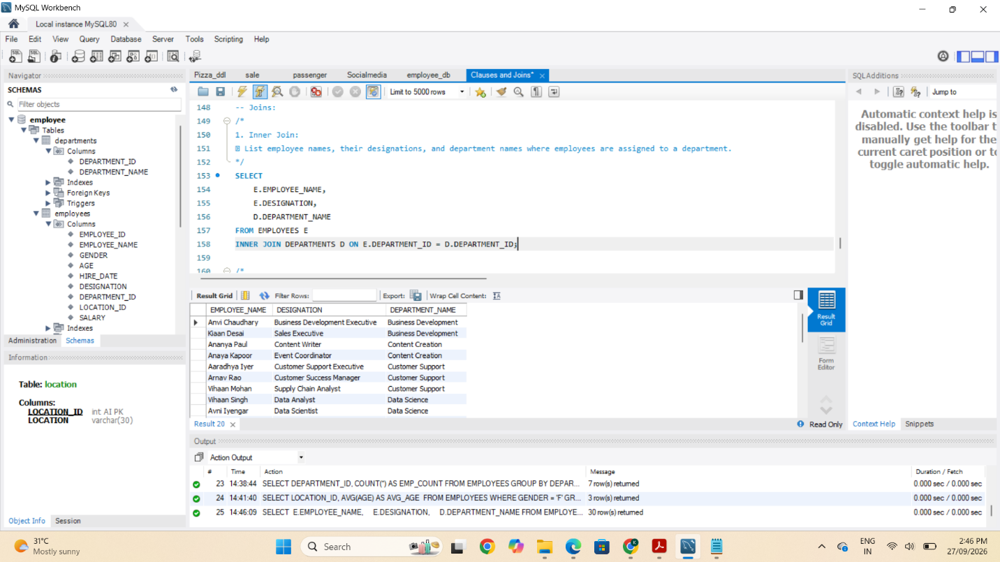 MySQL Workbench
Local instance MySQL80
File Edit View Query Database Server Tools Scripting Help
Navigator
SCHEMAS
Filter objects
employee
Tables
departments
Columns
DEPARTMENT_ID
DEPARTMENT_NAME
Indexes
Foreign Keys
Triggers
employees
Columns
EMPLOYEE_ID
EMPLOYEE_NAME
GENDER
AGE
HIRE_DATE
DESIGNATION
DEPARTMENT_ID
LOCATION_ID
SALARY
Indexes
Administration Schemas
Information
Table: location
Columns:
LOCATION_ID int AI PK
LOCATION varchar(30)
Object Info Session
Pizza_ddl sale passenger Socialmedia employee_db Clauses and Joins*
Limit to 5000 rows
148 -- Joins:
149 /*
150 1. Inner Join:
151 List employee names, their designations, and department names where employees are assigned to a department.
152 */
153 SELECT
154 E.EMPLOYEE_NAME,
155 E.DESIGNATION,
156 D.DEPARTMENT_NAME
157 FROM EMPLOYEES E
158 INNER JOIN DEPARTMENTS D ON E.DEPARTMENT_ID = D.DEPARTMENT_ID;
159
160 /*
Result Grid Filter Rows: Export: Wrap Cell Content:
EMPLOYEE_NAME DESIGNATION DEPARTMENT_NAME
Anvi Chaudhary Business Development Executive Business Development
Kiaan Desai Sales Executive Business Development
Ananya Paul Content Writer Content Creation
Anaya Kapoor Event Coordinator Content Creation
Aaradhya Iyer Customer Support Executive Customer Support
Arnav Rao Customer Success Manager Customer Support
Vihaan Mohan Supply Chain Analyst Customer Support
Vihaan Singh Data Analyst Data Science
Avni Iyengar Data Scientist Data Science
Result Grid
Form Editor
Result 20
Read Only
Output
Action Output
# Time Action Message Duration / Fetch
23 14:38:44 SELECT DEPARTMENT_ID, COUNT(*) AS EMP_COUNT FROM EMPLOYEES GROUP BY DEPAR... 7 row(s) returned 0.000 sec / 0.000 sec
24 14:41:40 SELECT LOCATION_ID, AVG(AGE) AS AVG_AGE FROM EMPLOYEES WHERE GENDER = 'F' GR... 3 row(s) returned 0.000 sec / 0.000 sec
25 14:46:09 SELECT E.EMPLOYEE_NAME, E.DESIGNATION, D.DEPARTMENT_NAME FROM EMPLOYE... 30 row(s) returned 0.000 sec / 0.000 sec
SQLAdditions
Jump to
Automatic context help is
disabled. Use the toolbar t
manually get help for the
current caret position or to
toggle automatic help.
Context Help Snippets
31°C
Mostly sunny
Search
ENG
IN
2:46 PM
27/09/2026